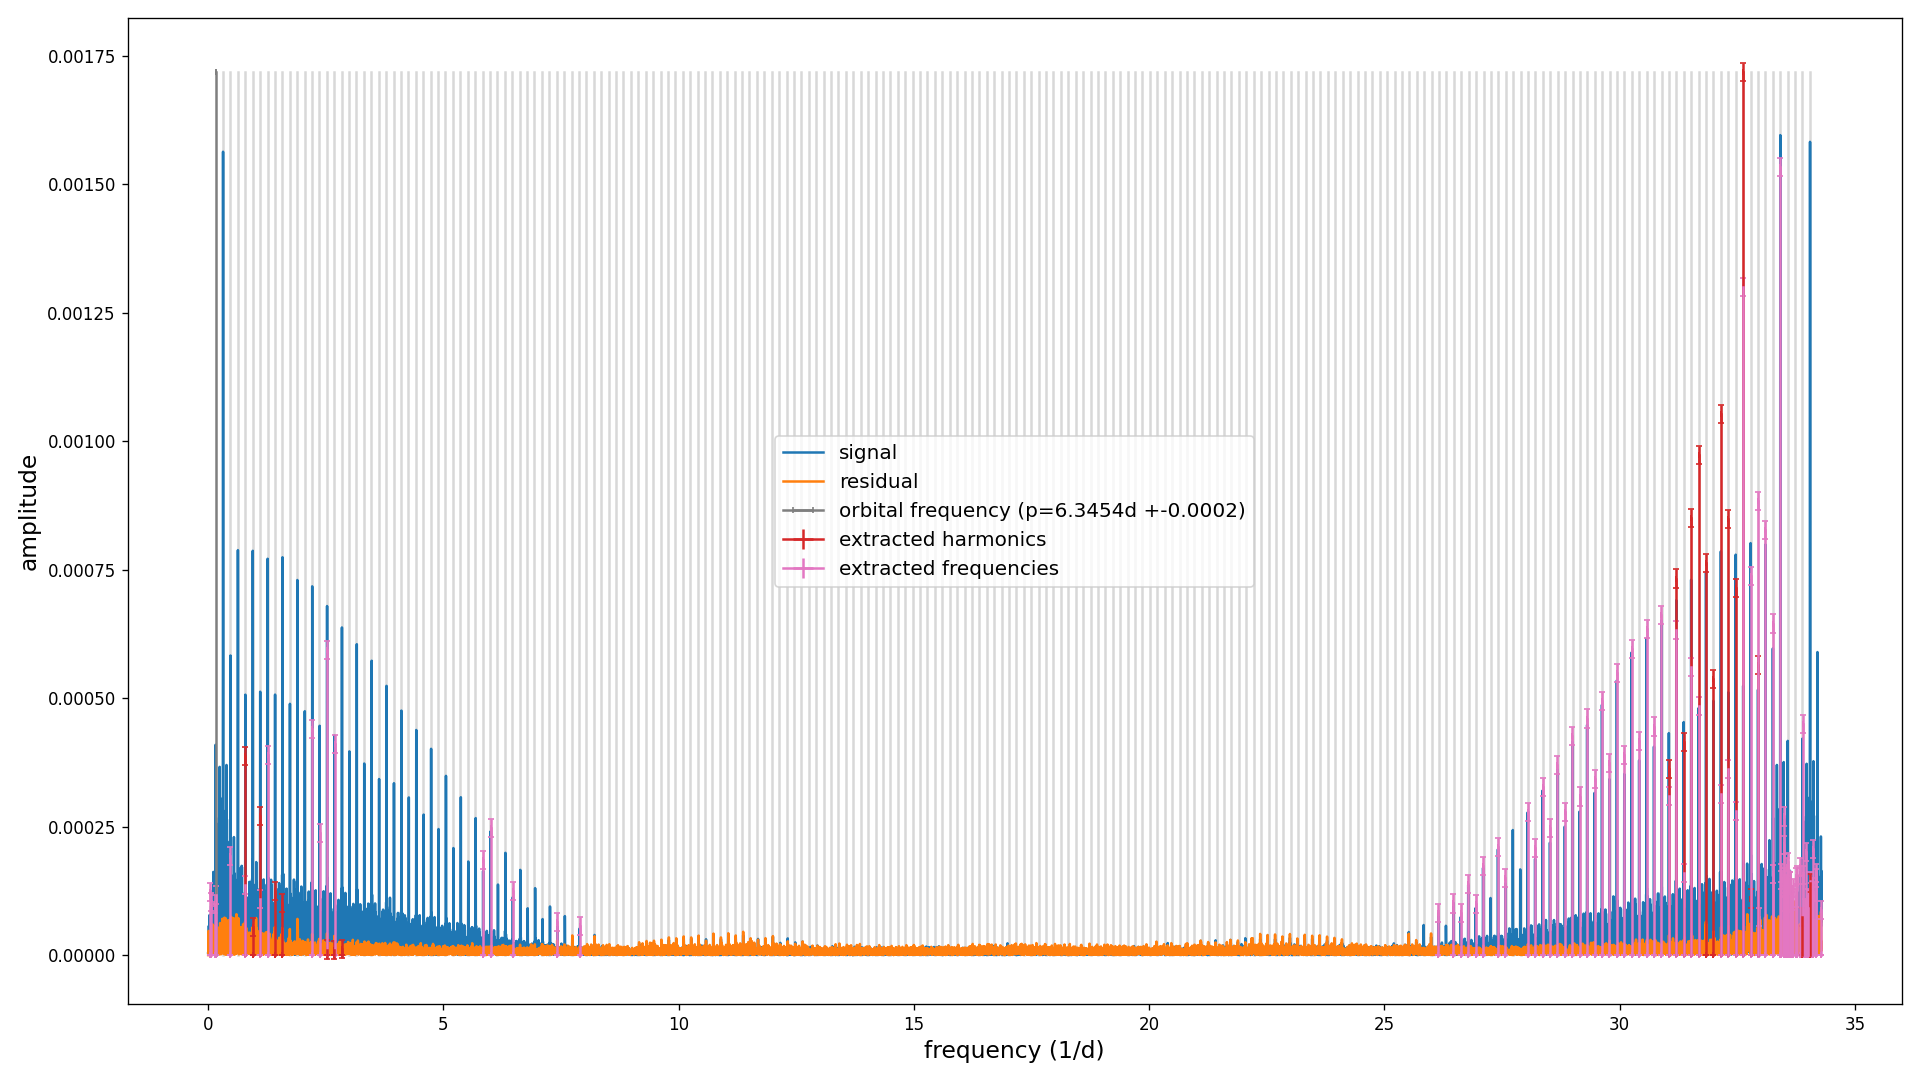 0.00175
0.00150
0.00125
0.00100
0.00075
0.00050
0.00025
0.00000
amplitude
signal
residual
orbital frequency (p=6.3454d +-0.0002)
extracted harmonics
extracted frequencies
0 5 10 15 20 25 30 35
frequency (1/d)